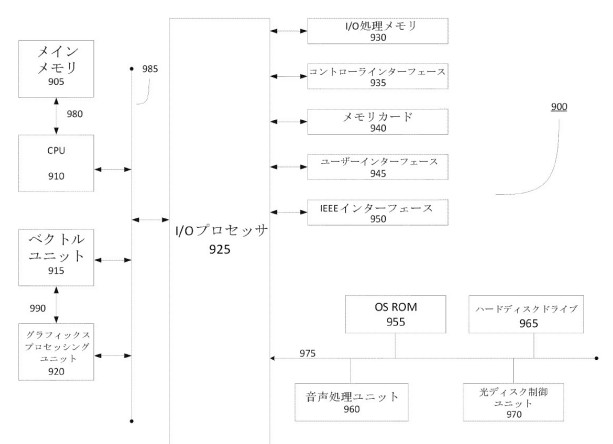 メイン
メモリ
905
980
CPU
910
ベクトル
ユニット
915
990
グラフィックス
プロセッシング
ユニット
920
985
I/Oプロセッサ
925
I/O処理メモリ
930
コントローラインターフェース
935
メモリカード
940
ユーザーインターフェース
945
IEEEインターフェース
950
900
OS ROM
955
ハードディスクドライブ
965
975
音声処理ユニット
960
光ディスク制御
ユニット
970